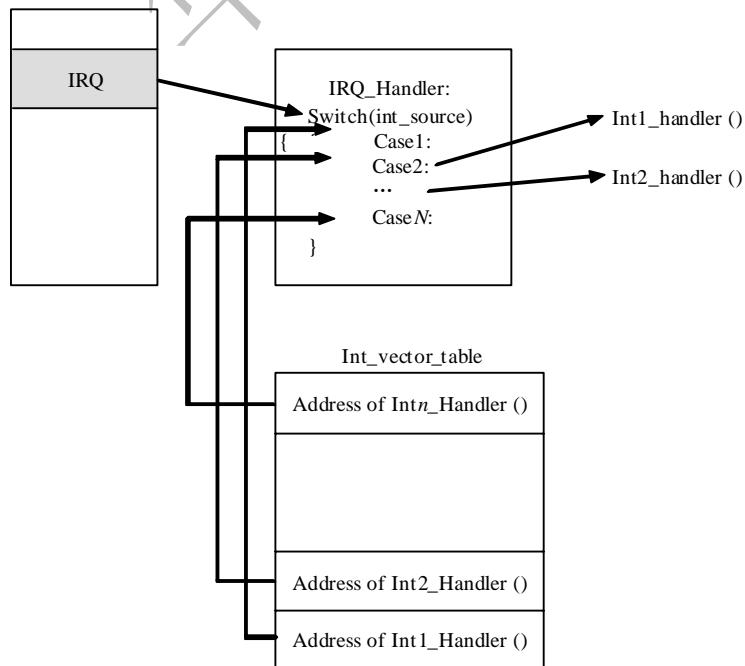 IRQ
IRQ_Handler:
Switch(int_source)
{
Case1:
Case2:
...
CaseN:
}
Int1_handler ()
Int2_handler ()
Int_vector_table
Address of Intn_Handler ()
Address of Int2_Handler ()
Address of Int1_Handler ()